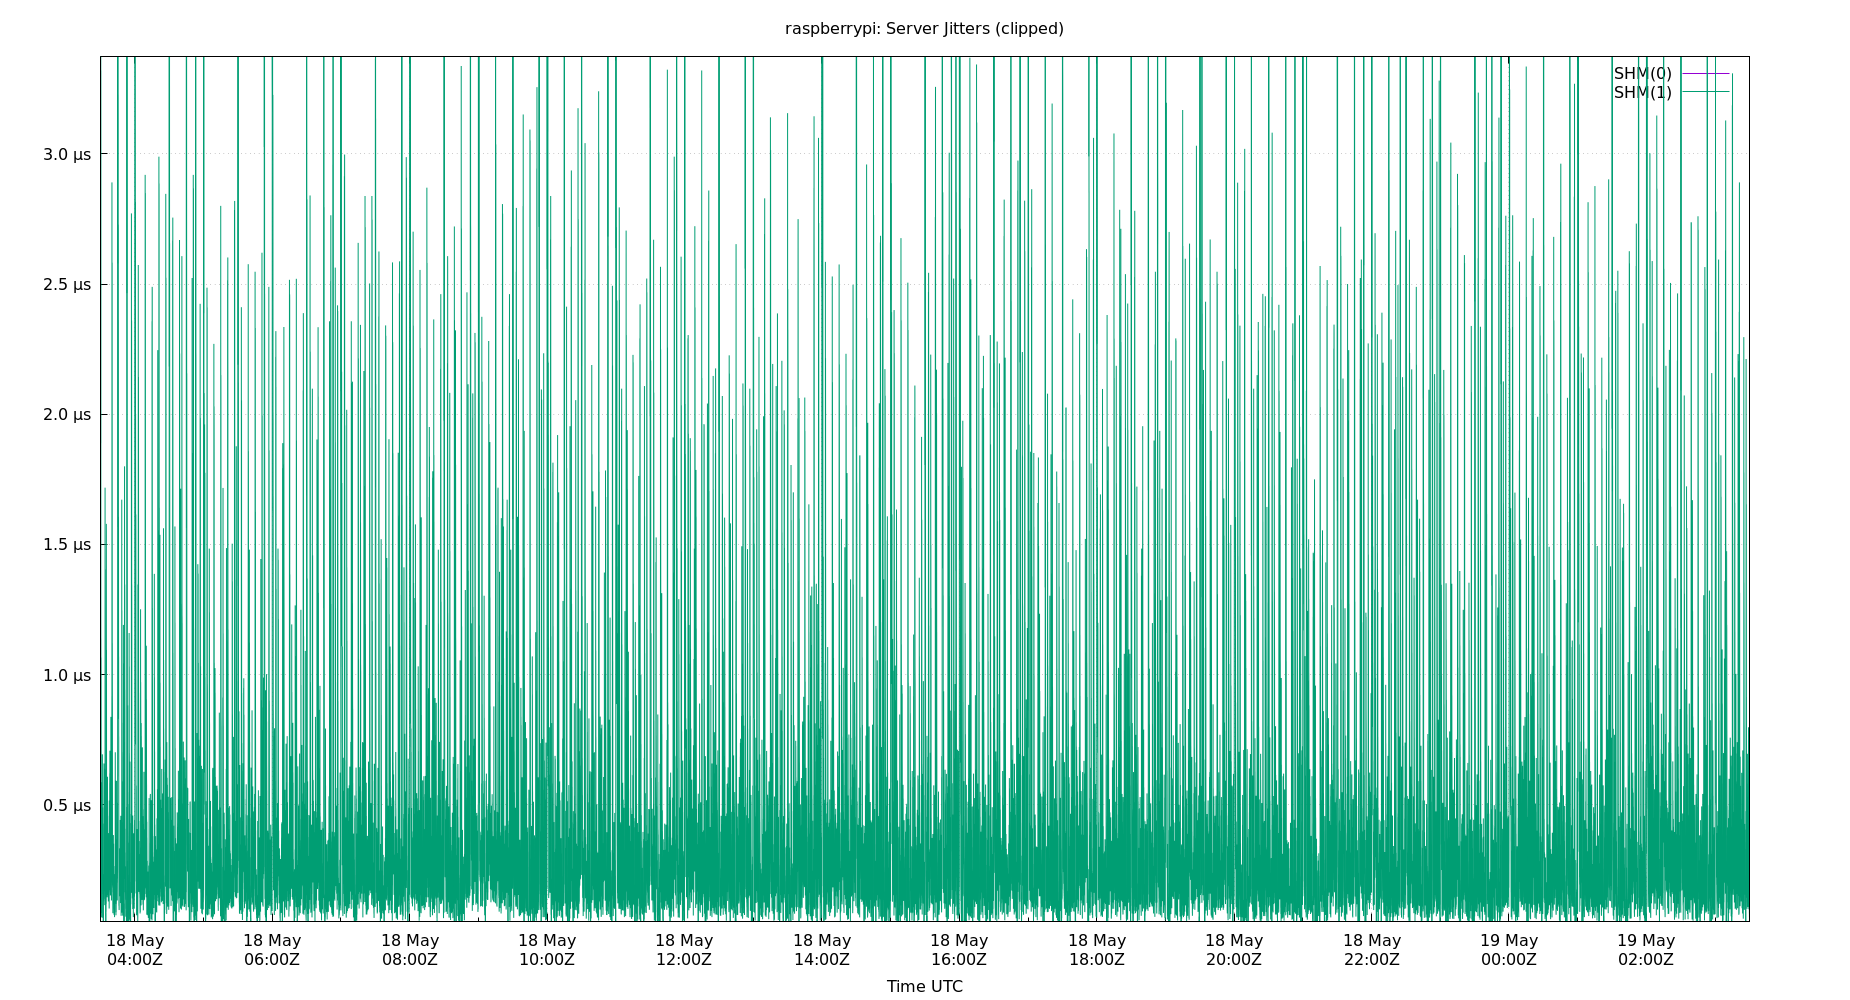 raspberrypi: Server Jitters (clipped)
SHM(0)
SHM(1)
3.0 µs
2.5 µs
2.0 µs
1.5 µs
1.0 µs
0.5 µs
18 May 18 May 18 May 18 May 18 May 18 May 18 May 18 May 18 May 18 May 19 May 19 May
04:00Z 06:00Z 08:00Z 10:00Z 12:00Z 14:00Z 16:00Z 18:00Z 20:00Z 22:00Z 00:00Z 02:00Z
Time UTC